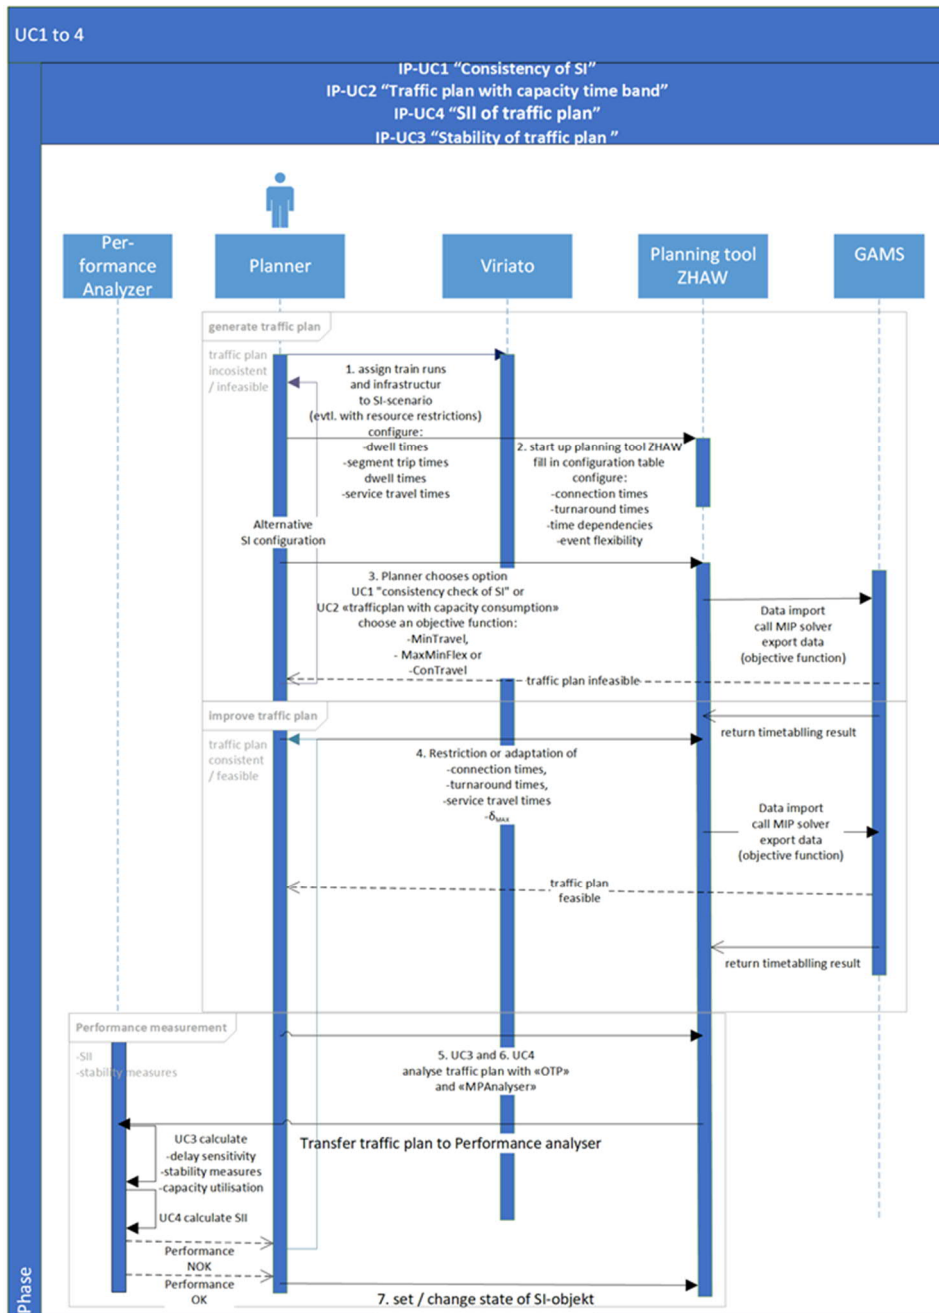 UC1 to 4
IP-UC1 “Consistency of SI”
IP-UC2 “Traffic plan with capacity time band”
IP-UC4 “SII of traffic plan”
IP-UC3 “Stability of traffic plan ”
Per-
formance
Analyzer
Planner
Viriato
Planning tool
ZHAW
GAMS
generate traffic plan
traffic plan
incosistent
/ infeasible
1. assign train runs
and infrastructur
to SI-scenario
(evtl. with resource restrictions)
configure:
-dwell times
-segment trip times
dwell times
-service travel times
2. start up planning tool ZHAW
fill in configuration table
configure:
-connection times
-turnaround times
-time dependencies
-event flexibility
Alternative
SI configuration
3. Planner chooses option
UC1 "consistency check of SI" or
UC2 «trafficplan with capacity consumption»
choose an objective function:
-MinTravel,
- MaxMinFlex or
-ConTravel
Data import
call MIP solver
export data
(objective function)
traffic plan infeasible
improve traffic plan
return timetablling result
traffic plan
consistent
/ feasible
4. Restriction or adaptation of
-connection times,
-turnaround times,
-service travel times
-δMAX
Data import
call MIP solver
export data
(objective function)
traffic plan
feasible
return timetablling result
Performance measurement
-SII
-stability measures
5. UC3 and 6. UC4
analyse traffic plan with «OTP»
and «MPAnalyser»
Transfer traffic plan to Performance analyser
UC3 calculate
-delay sensitivity
-stability measures
-capacity utilisation
UC4 calculate SII
Performance
NOK
Performance
OK
7. set / change state of SI-objekt
Phase